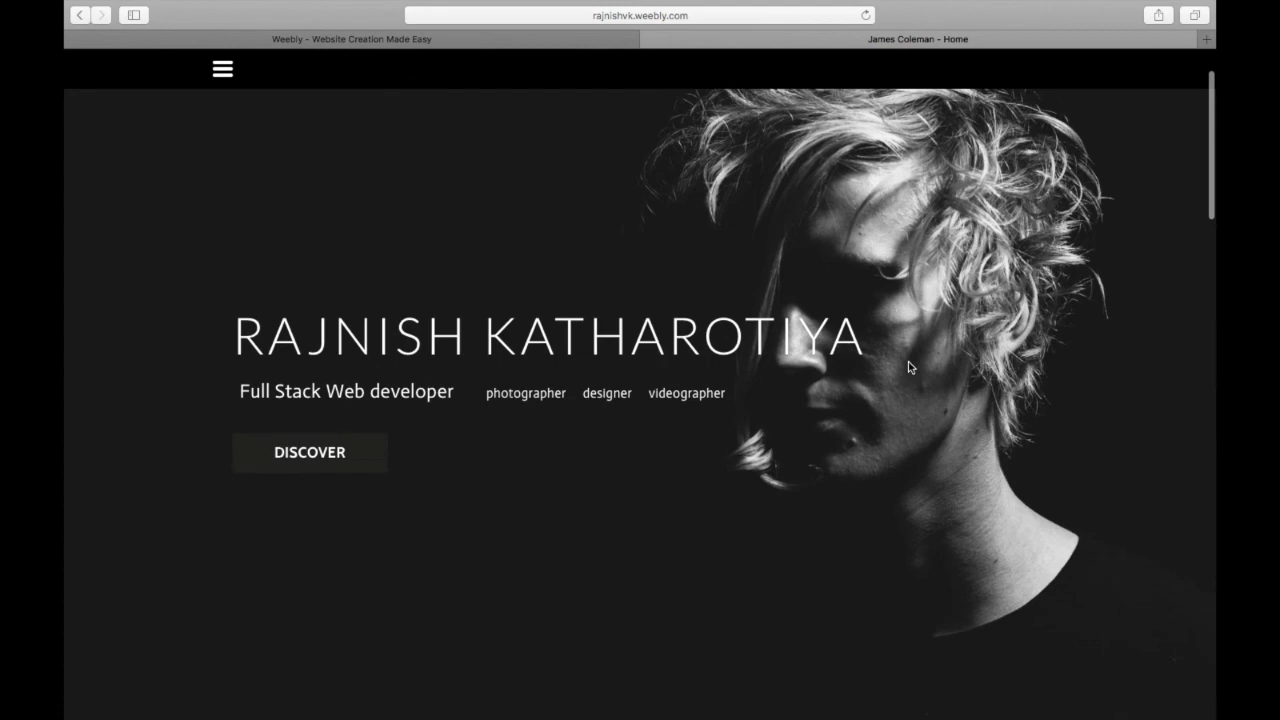 rajnishvk.weebly.com
Weebly - Website Creation Made Easy
James Coleman - Home
RAJNISH KATHAROTIYA
Full Stack Web developer photographer designer videographer
DISCOVER